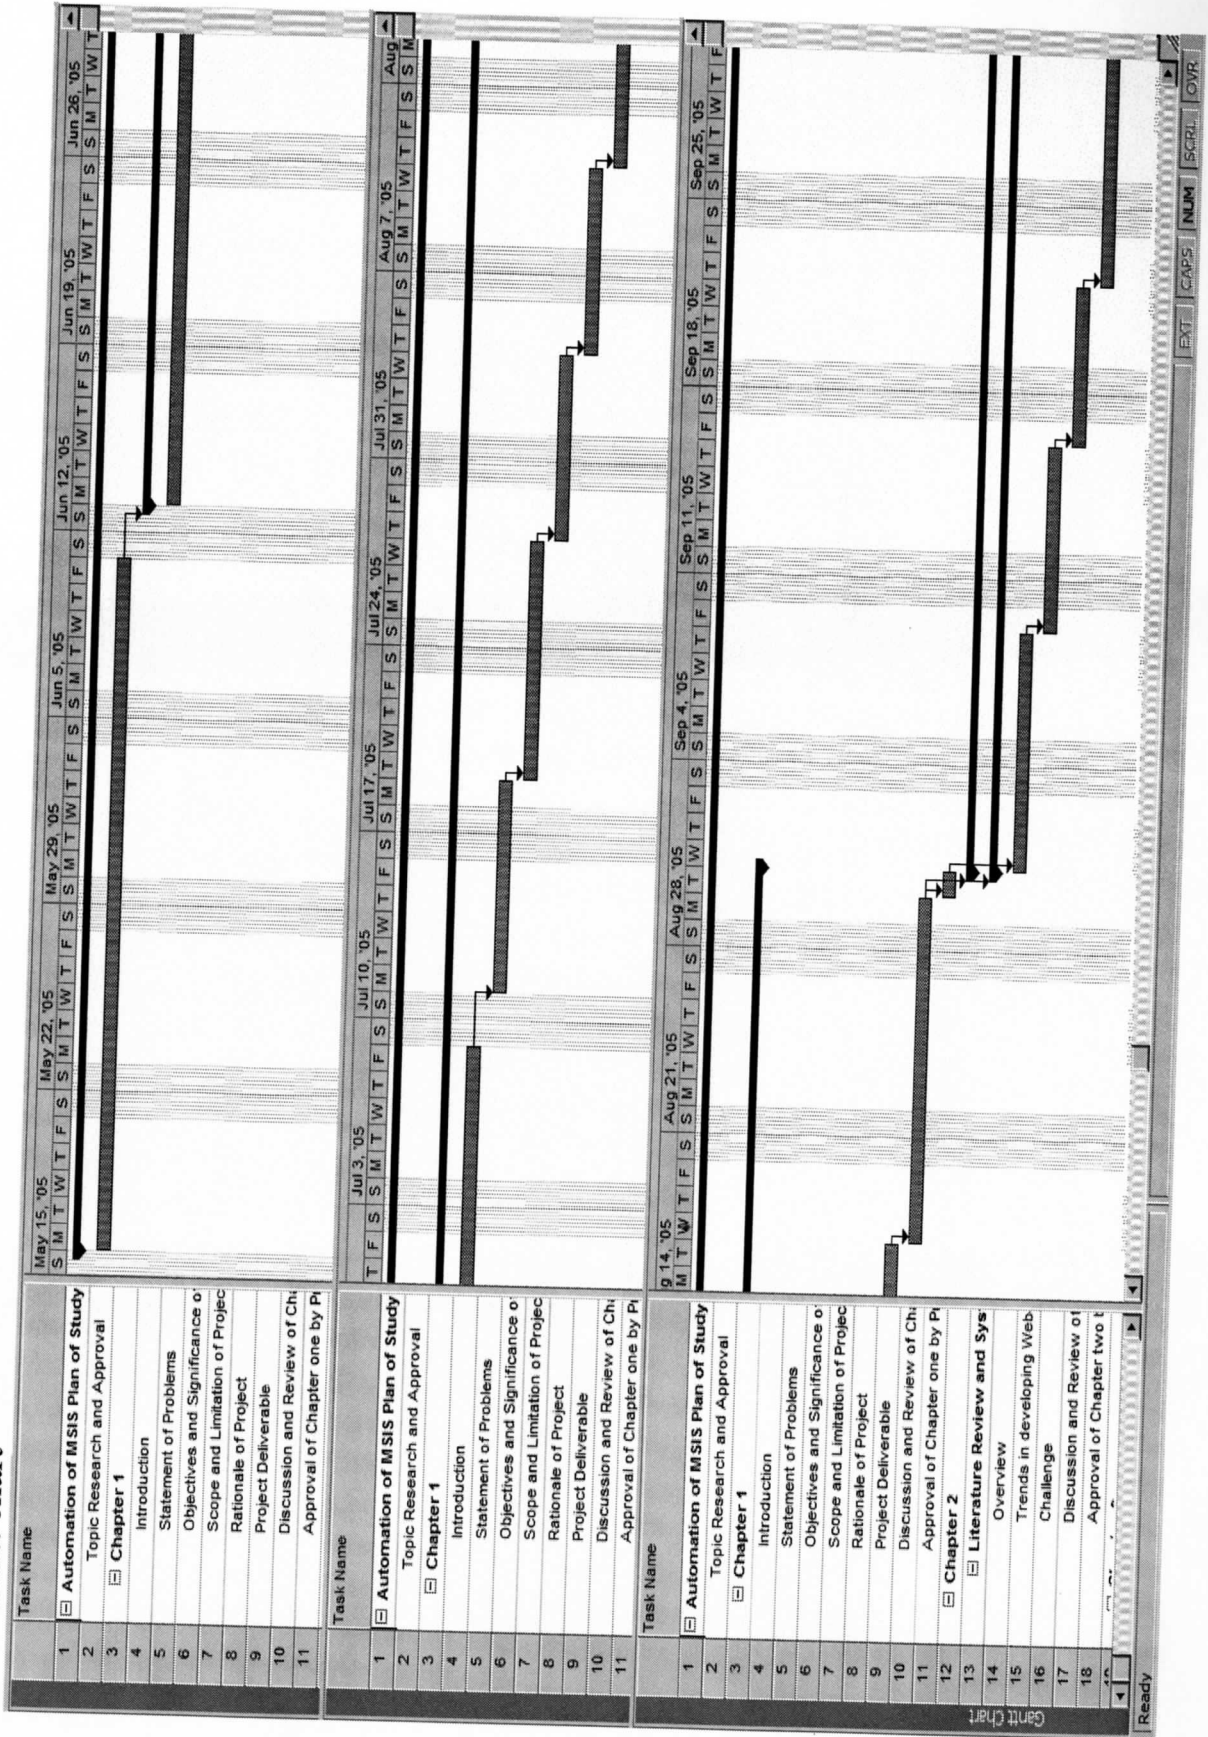 Task Name
May 15, '05 May 22, '05 May 29, '05 Jun 5, '05 Jun 12, '05 Jun 19, '05 Jun 26, '05
S M T W T F S S M T W T F S S M T W T F S S M T W T F S S M T W T F S S M T W T F S S M T W T
1 Automation of MSIS Plan of Study
2 Topic Research and Approval
3 Chapter 1
4 Introduction
5 Statement of Problems
6 Objectives and Significance o
7 Scope and Limitation of Projec
8 Rationale of Project
9 Project Deliverable
10 Discussion and Review of Cha
11 Approval of Chapter one by P
Task Name
Jul 3, '05 Jul 10, '05 Jul 17, '05 Jul 24, '05 Jul 31, '05 Aug 7, '05 Aug
T F S S M T W T F S S M T W T F S S M T W T F S S M T W T F S S M T W T F S S M T W T F S S M
1 Automation of MSIS Plan of Study
2 Topic Research and Approval
3 Chapter 1
4 Introduction
5 Statement of Problems
6 Objectives and Significance o
7 Scope and Limitation of Projec
8 Rationale of Project
9 Project Deliverable
10 Discussion and Review of Cha
11 Approval of Chapter one by P
Task Name
g 14, '05 Aug 21, '05 Aug 28, '05 Sep 4, '05 Sep 11, '05 Sep 18, '05 Sep 25, '05
M T W T F S S M T W T F S S M T W T F S S M T W T F S S M T W T F S S M T W T F S S M T W T F
1 Automation of MSIS Plan of Study
2 Topic Research and Approval
3 Chapter 1
4 Introduction
5 Statement of Problems
6 Objectives and Significance o
7 Scope and Limitation of Projec
8 Rationale of Project
9 Project Deliverable
10 Discussion and Review of Cha
11 Approval of Chapter one by P
12 Chapter 2
13 Literature Review and Sys
14 Overview
15 Trends in developing Web
16 Challenge
17 Discussion and Review of
18 Approval of Chapter two b
Gantt Chart
Ready
EXT CAPS NUM SCRL OVR